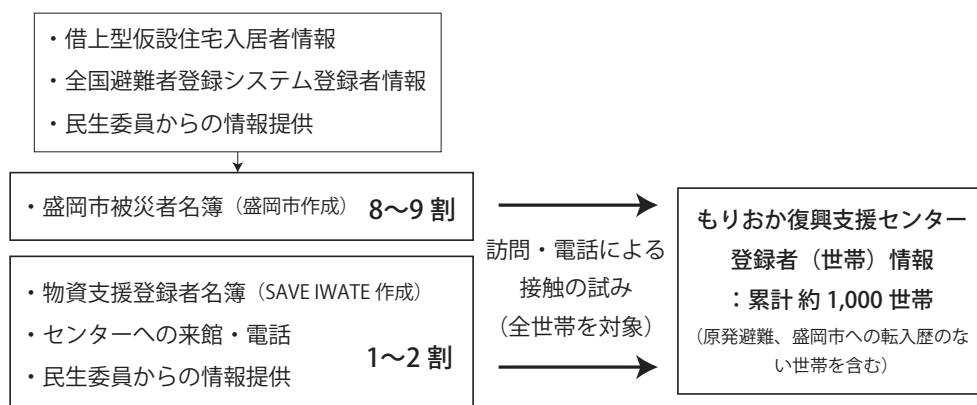 ・借上型仮設住宅入居者情報
・全国避難者登録システム登録者情報
・民生委員からの情報提供
・盛岡市被災者名簿（盛岡市作成） 8〜9 割
・物資支援登録者名簿（SAVE IWATE 作成）
・センターへの来館・電話
・民生委員からの情報提供
1〜2 割
訪問・電話による
接触の試み
（全世帯を対象）
もりおか復興支援センター
登録者（世帯）情報
：累計 約 1,000 世帯
（原発避難、盛岡市への転入歴のな
い世帯を含む）